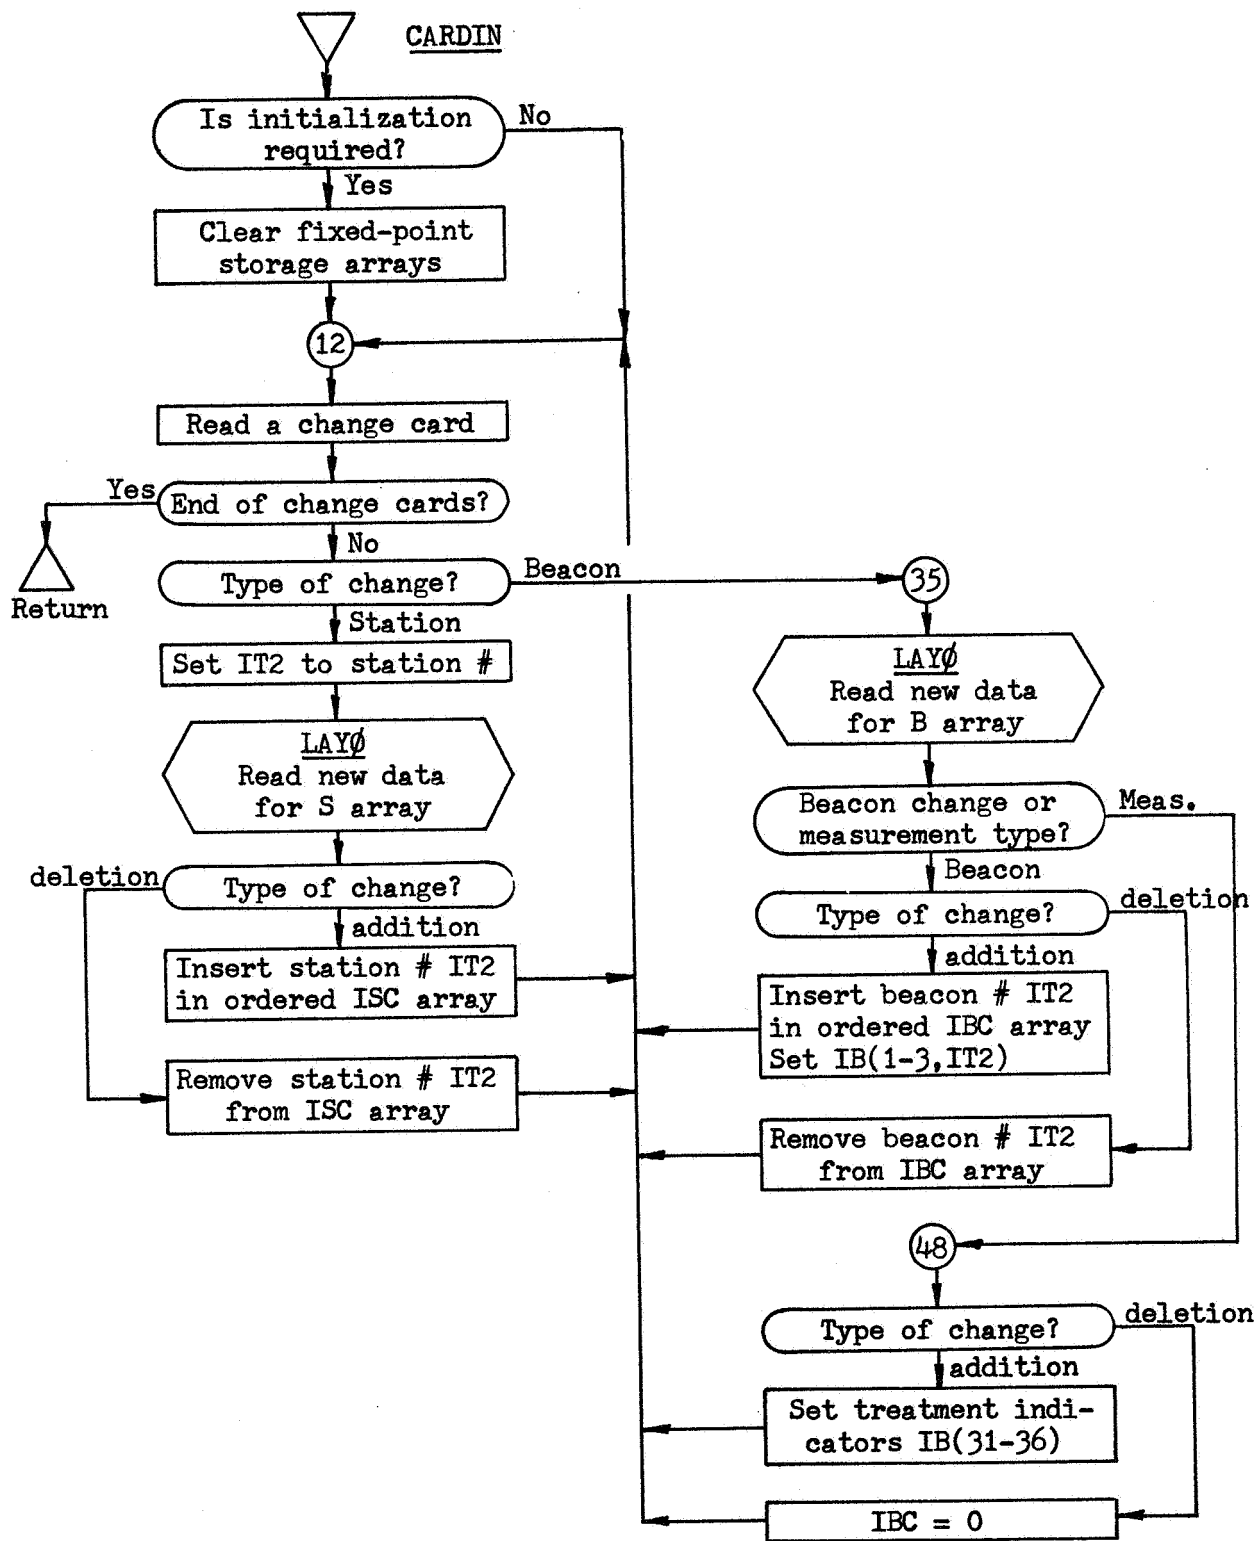 CARDIN
Is initialization
required?
No
Yes
Clear fixed-point
storage arrays
12
Read a change card
Yes
End of change cards?
No
Return
Type of change?
Beacon
35
Station
Set IT2 to station #
LAYØ
Read new data
for S array
LAYØ
Read new data
for B array
Beacon change or
measurement type?
Meas.
Beacon
deletion
Type of change?
addition
Insert station # IT2
in ordered ISC array
Remove station # IT2
from ISC array
Type of change?
deletion
addition
Insert beacon # IT2
in ordered IBC array
Set IB(1-3,IT2)
Remove beacon # IT2
from IBC array
48
Type of change?
deletion
addition
Set treatment indi-
cators IB(31-36)
IBC = 0